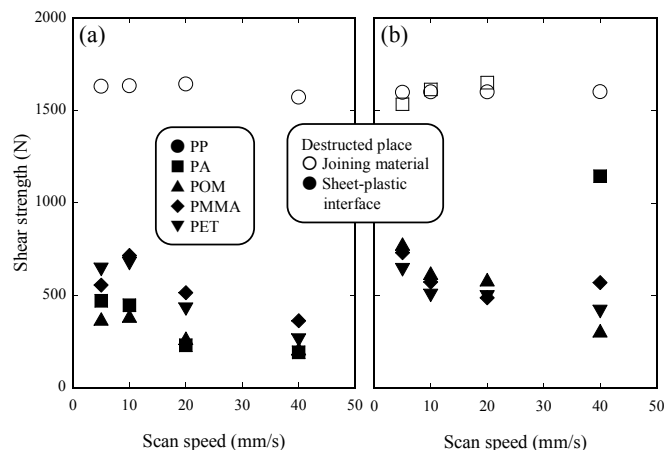 2000
1500
1000
500
0
Shear strength (N)
(a)
PP
PA
POM
PMMA
PET
0 10 20 30 40 50
Scan speed (mm/s)
(b)
Destructed place
Joining material
Sheet-plastic
interface
0 10 20 30 40 50
Scan speed (mm/s)